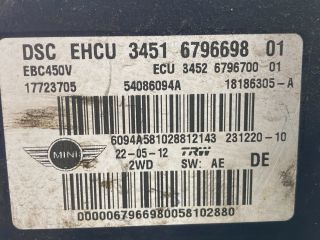 DSC EHCU 3451 6796698 01
EBC450V ECU 3452 6796700 01
17723705 54086094A 18186305-A
6094A581028812143 231220-10
MINI 22-05-12 TRW DE
2WD SW: AE
0000067966980058102880